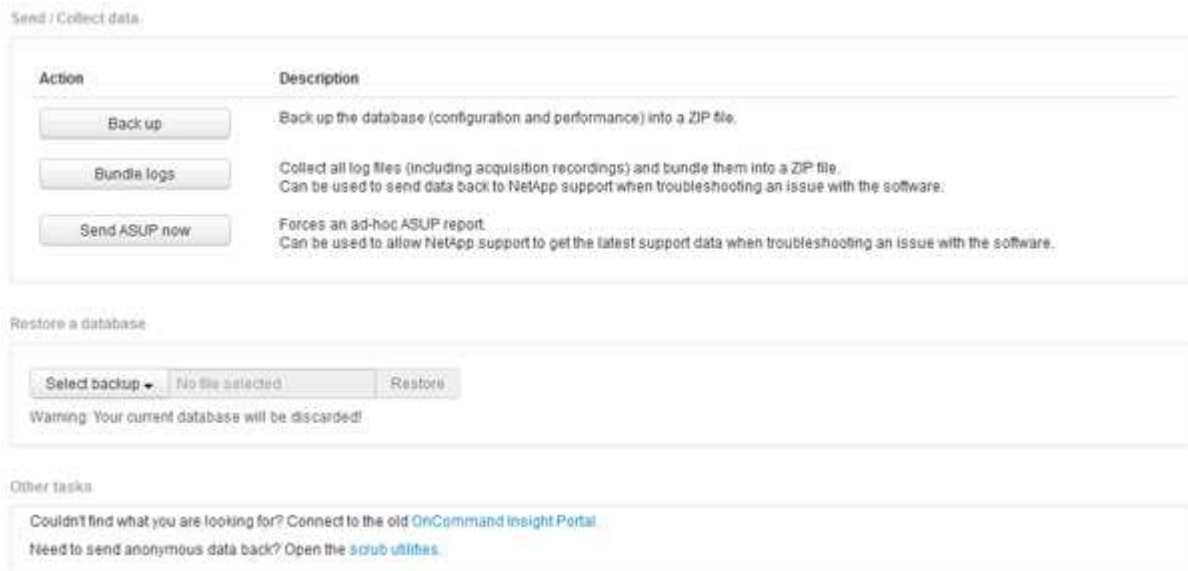 Send / Collect data
Action Description
Back up Back up the database (configuration and performance) into a ZIP file.
Bundle logs Collect all log files (including acquisition recordings) and bundle them into a ZIP file.
Can be used to send data back to NetApp support when troubleshooting an issue with the software.
Send ASUP now Forces an ad-hoc ASUP report.
Can be used to allow NetApp support to get the latest support data when troubleshooting an issue with the software.
Restore a database
Select backup No file selected Restore
Warning: Your current database will be discarded!
Other tasks
Couldn't find what you are looking for? Connect to the old OnCommand Insight Portal.
Need to send anonymous data back? Open the scrub utilities.